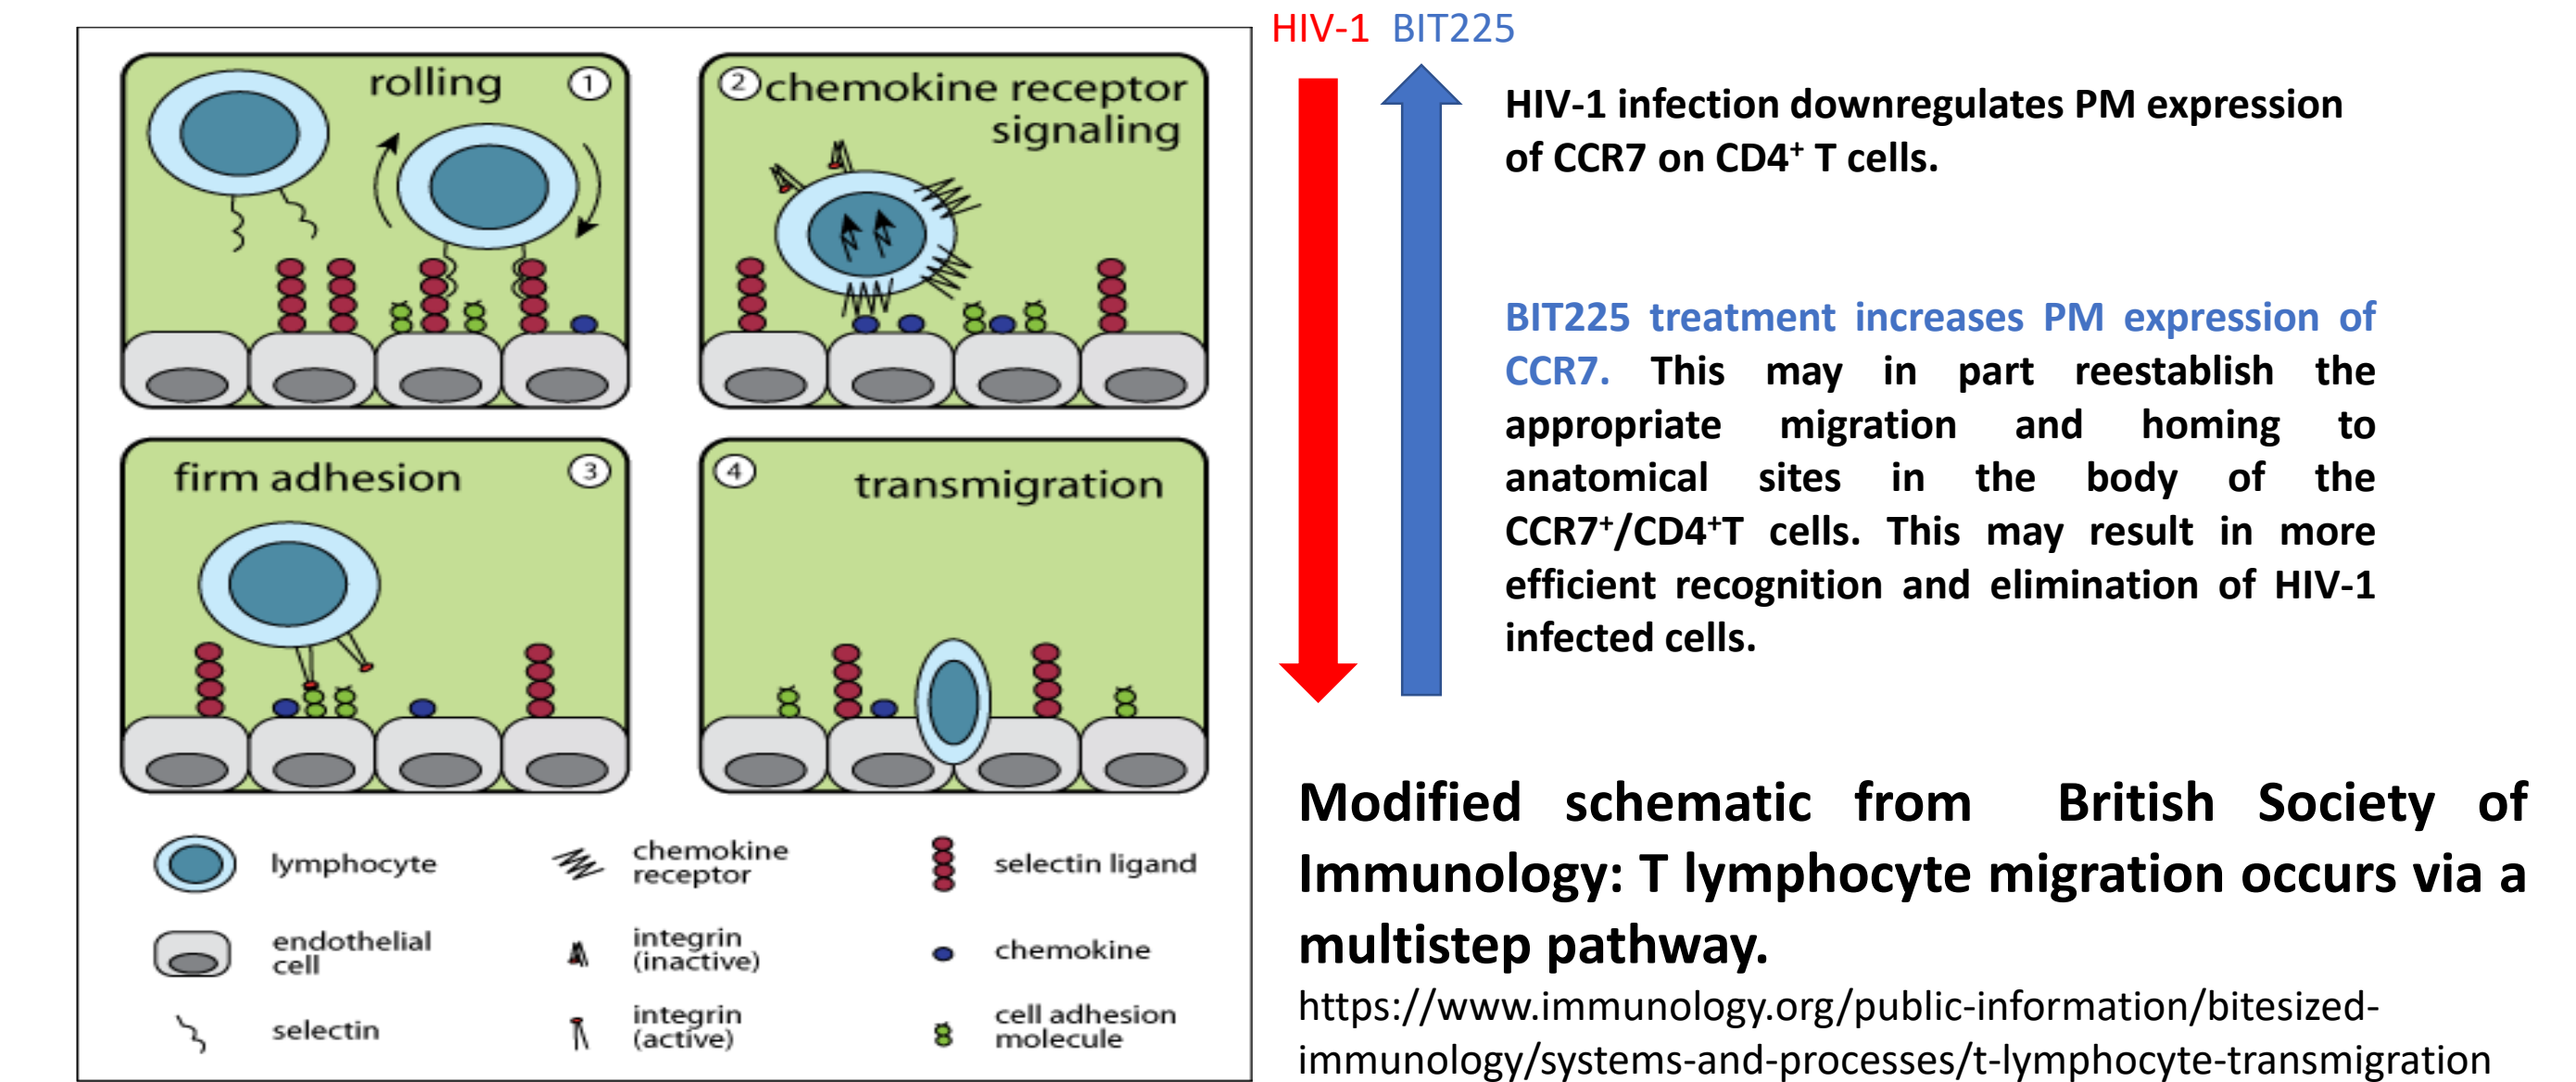 rolling
1
2
chemokine receptor
signaling
firm adhesion
3
4
transmigration
lymphocyte
chemokine
receptor
selectin ligand
endothelial
cell
integrin
(inactive)
chemokine
selectin
integrin
(active)
cell adhesion
molecule
HIV-1 BIT225
HIV-1 infection downregulates PM expression
of CCR7 on CD4⁺ T cells.
BIT225 treatment increases PM expression of
CCR7. This may in part reestablish the
appropriate migration and homing to
anatomical sites in the body of the
CCR7⁺/CD4⁺T cells. This may result in more
efficient recognition and elimination of HIV-1
infected cells.
Modified schematic from British Society of
Immunology: T lymphocyte migration occurs via a
multistep pathway.
https://www.immunology.org/public-information/bitesized-
immunology/systems-and-processes/t-lymphocyte-transmigration